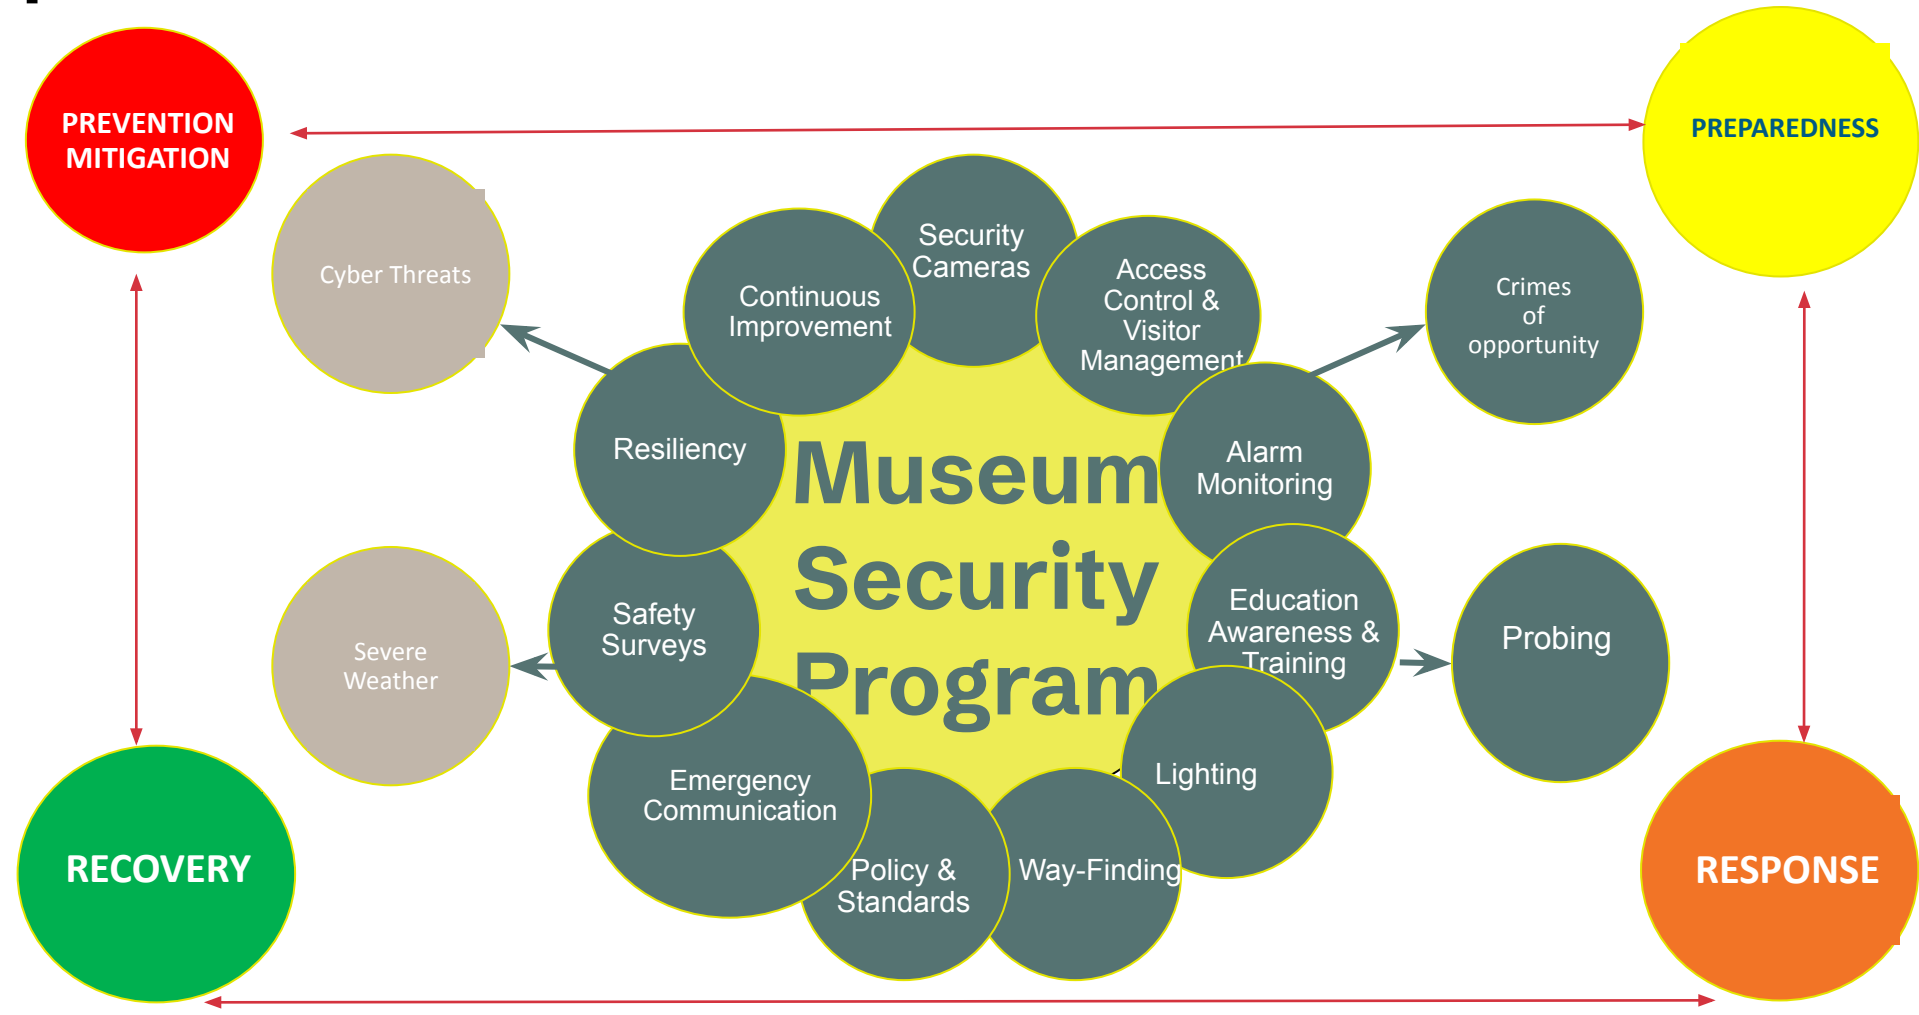 PREVENTION
MITIGATION
PREPAREDNESS
Cyber Threats
Security
Cameras
Continuous
Improvement
Access
Control &
Visitor
Management
Crimes
of
opportunity
Resiliency
Alarm
Monitoring
Museum
Security
Program
Safety
Surveys
Education
Awareness &
Training
Severe
Weather
Probing
Emergency
Communication
Lighting
Policy &
Standards
Way-Finding
RECOVERY
RESPONSE